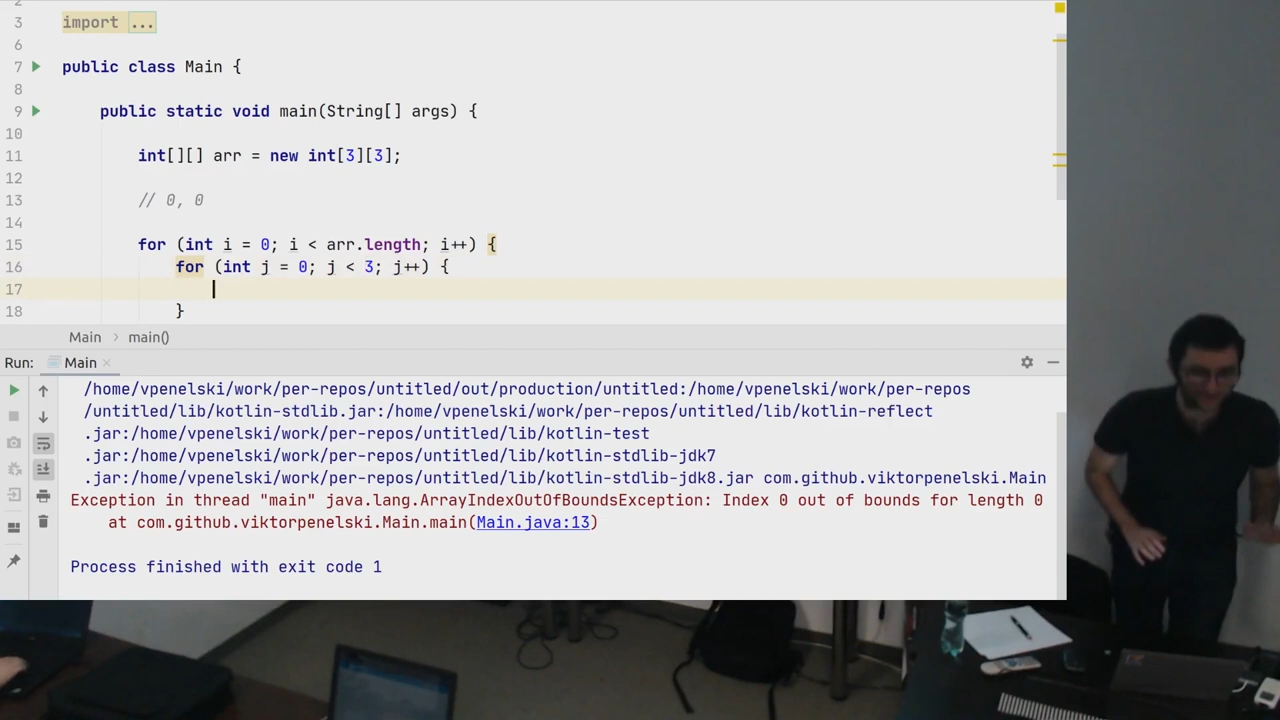 2
3 import ...
6
7 public class Main {
8
9 public static void main(String[] args) {
10
11 int[][] arr = new int[3][3];
12
13 // 0, 0
14
15 for (int i = 0; i < arr.length; i++) {
16 for (int j = 0; j < 3; j++) {
17
18 }
Main > main()
Run: Main ×
/home/vpenelski/work/per-repos/untitled/out/production/untitled:/home/vpenelski/work/per-repos
/untitled/lib/kotlin-stdlib.jar:/home/vpenelski/work/per-repos/untitled/lib/kotlin-reflect
.jar:/home/vpenelski/work/per-repos/untitled/lib/kotlin-test
.jar:/home/vpenelski/work/per-repos/untitled/lib/kotlin-stdlib-jdk7
.jar:/home/vpenelski/work/per-repos/untitled/lib/kotlin-stdlib-jdk8.jar com.github.viktorpenelski.Main
Exception in thread "main" java.lang.ArrayIndexOutOfBoundsException: Index 0 out of bounds for length 0
at com.github.viktorpenelski.Main.main(Main.java:13)
Process finished with exit code 1